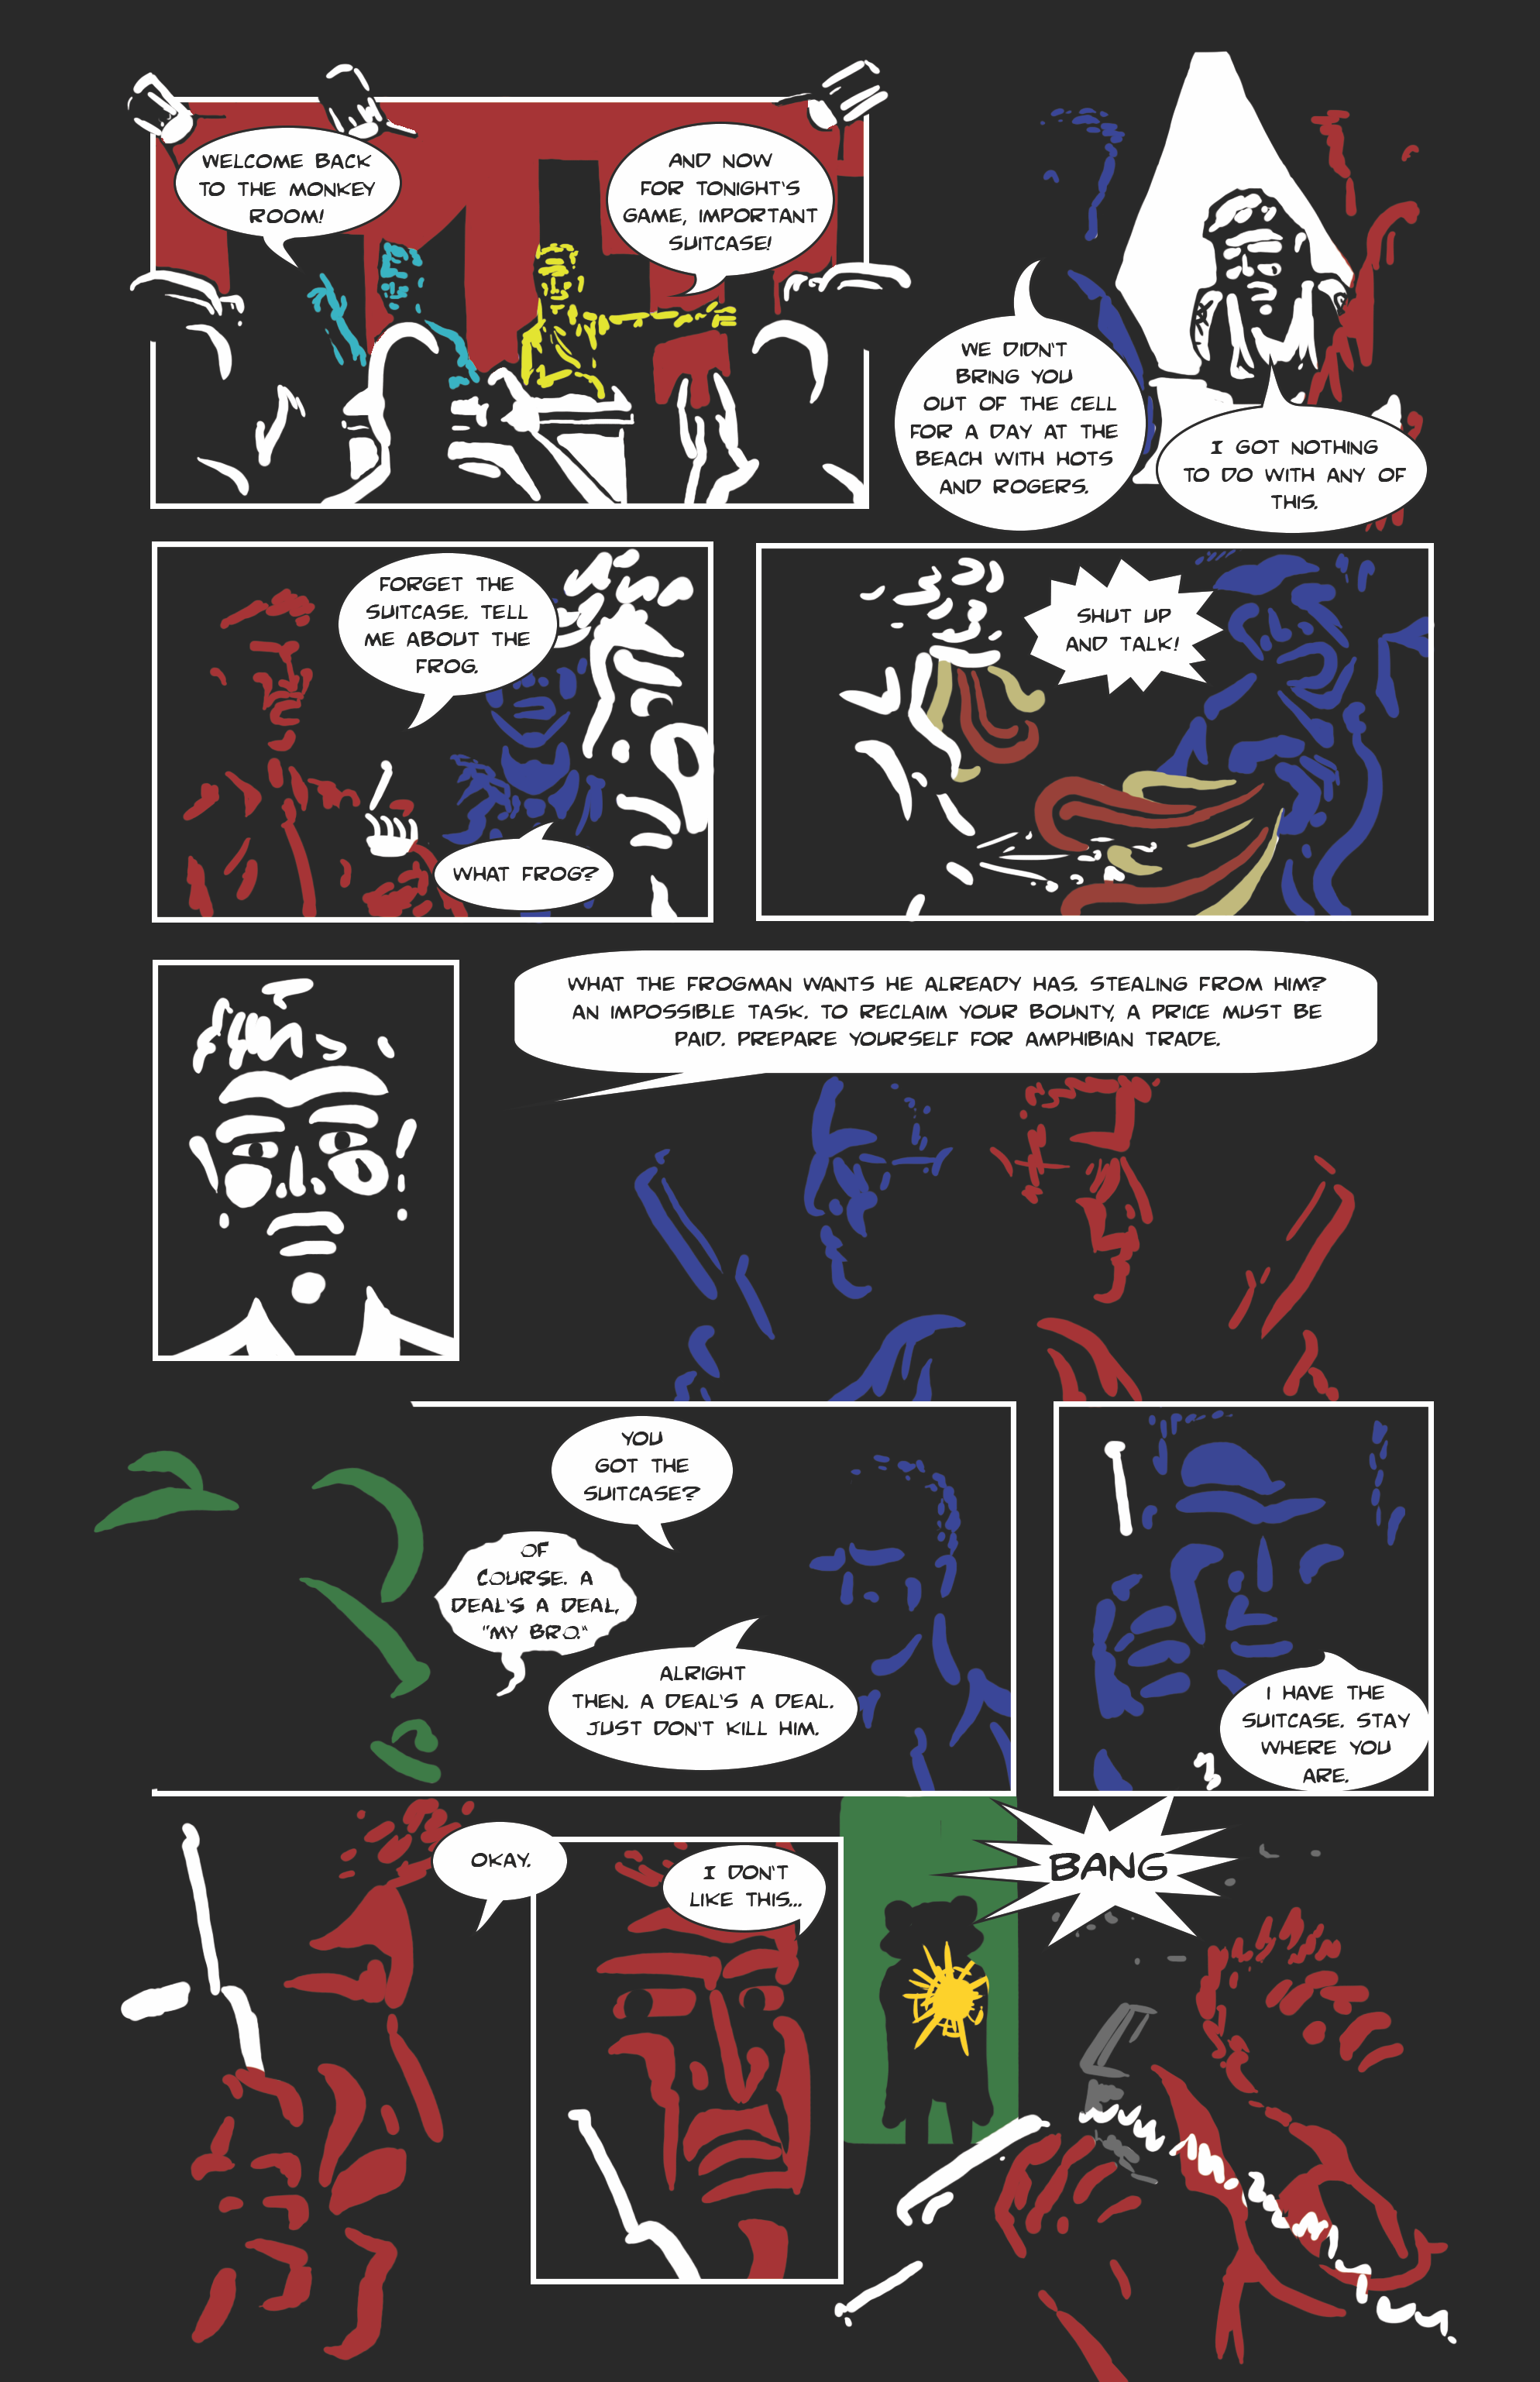 WELCOME BACK
TO THE MONKEY
ROOM!
AND NOW
FOR TONIGHT'S
GAME, IMPORTANT
SUITCASE!
WE DIDN'T
BRING YOU
OUT OF THE CELL
FOR A DAY AT THE
BEACH WITH HOTS
AND ROGERS.
I GOT NOTHING
TO DO WITH ANY OF
THIS.
FORGET THE
SUITCASE. TELL
ME ABOUT THE
FROG.
WHAT FROG?
SHUT UP
AND TALK!
WHAT THE FROGMAN WANTS HE ALREADY HAS. STEALING FROM HIM?
AN IMPOSSIBLE TASK. TO RECLAIM YOUR BOUNTY, A PRICE MUST BE
PAID. PREPARE YOURSELF FOR AMPHIBIAN TRADE.
YOU
GOT THE
SUITCASE?
OF
COURSE. A
DEAL'S A DEAL,
"MY BRO."
ALRIGHT
THEN. A DEAL'S A DEAL.
JUST DON'T KILL HIM.
I HAVE THE
SUITCASE. STAY
WHERE YOU
ARE.
OKAY.
I DON'T
LIKE THIS...
BANG